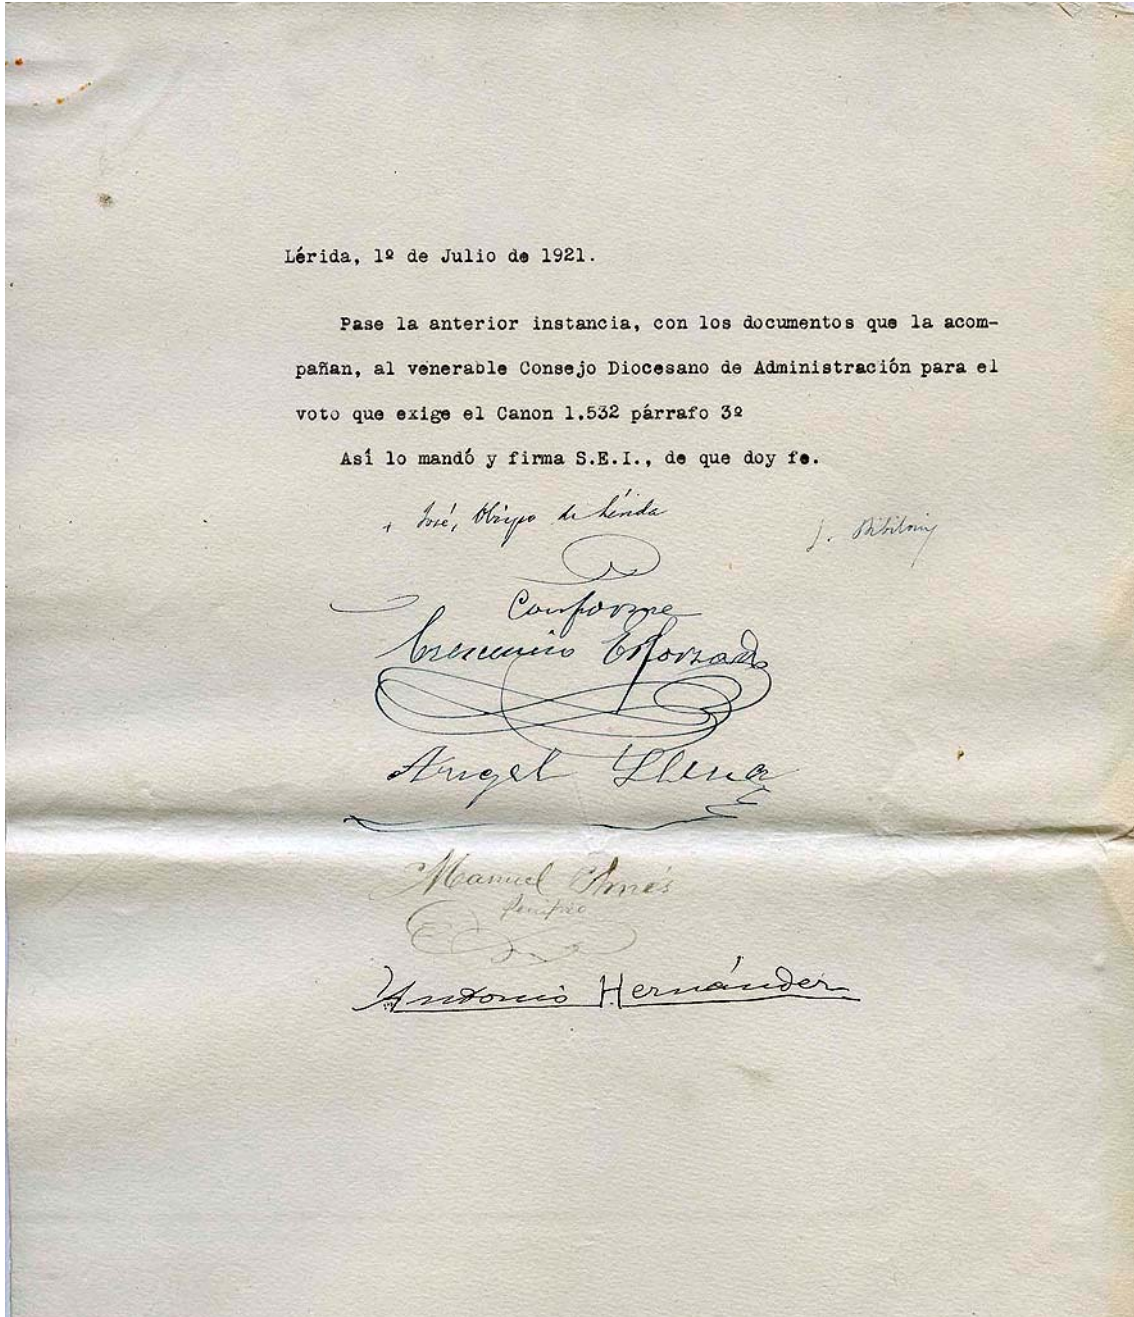 Lérida, 1º de Julio de 1921.
Pase la anterior instancia, con los documentos que la acom-
pañan, al venerable Consejo Diocesano de Administración para el
voto que exige el Canon 1.532 párrafo 3º
Así lo mandó y firma S.E.I., de que doy fe.
+ José, Obispo de Lérida
J.
Conforme
Crescencio Esforzado
Angel Llena
Manuel
Antonio Hernández